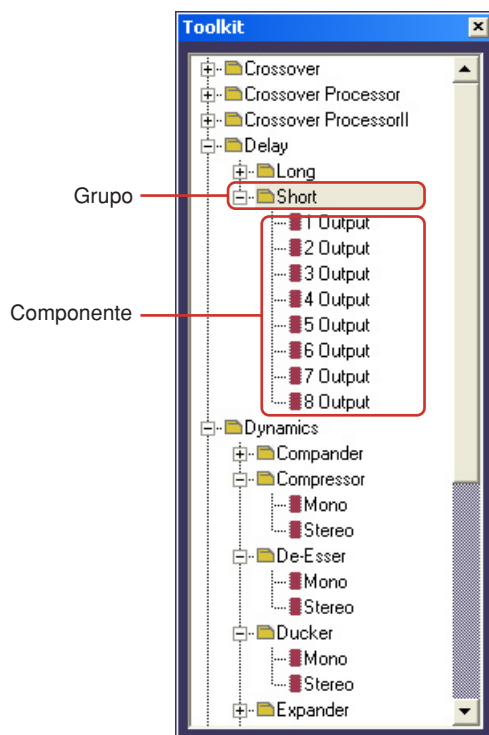 Toolkit
Crossover
Crossover Processor
Crossover ProcessorII
Delay
Long
Grupo
Short
1 Output
2 Output
3 Output
4 Output
Componente
5 Output
6 Output
7 Output
8 Output
Dynamics
Compander
Compressor
Mono
Stereo
De-Esser
Mono
Stereo
Ducker
Mono
Stereo
Expander